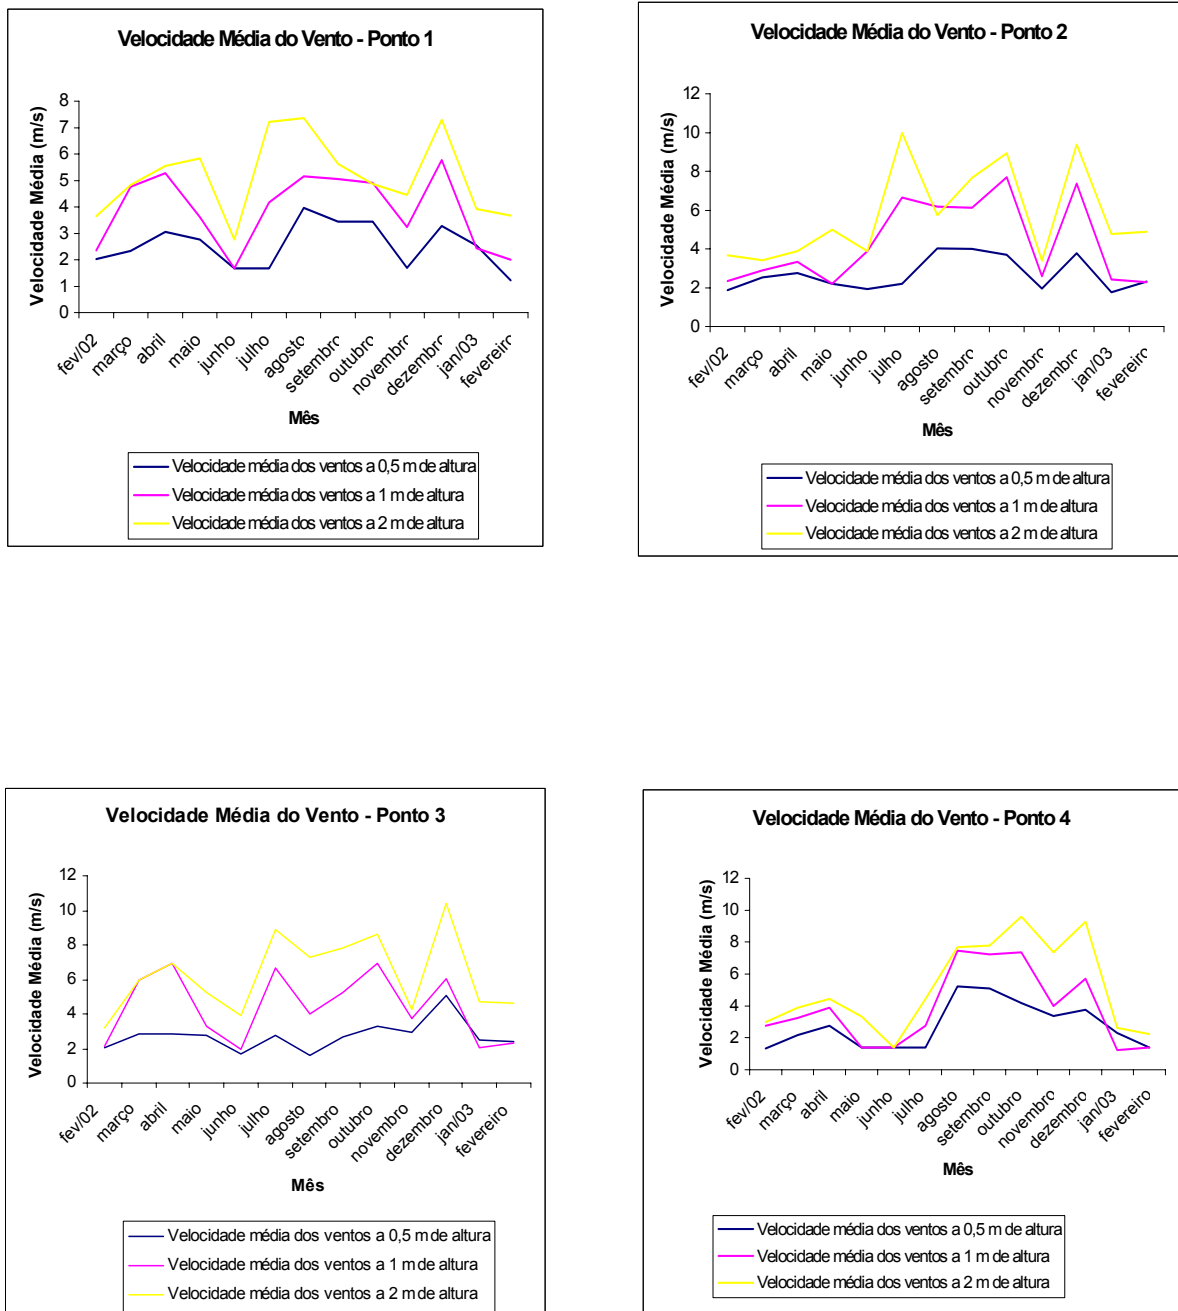 Velocidade Média do Vento - Ponto 1
Velocidade Média (m/s)
8
7
6
5
4
3
2
1
0
fev/02
março
abril
maio
junho
julho
agosto
setembro
outubro
novembro
dezembro
jan/03
fevereiro
Mês
Velocidade média dos ventos a 0,5 m de altura
Velocidade média dos ventos a 1 m de altura
Velocidade média dos ventos a 2 m de altura
Velocidade Média do Vento - Ponto 2
Velocidade Média (m/s)
12
10
8
6
4
2
0
fev/02
março
abril
maio
junho
julho
agosto
setembro
outubro
novembro
dezembro
jan/03
fevereiro
Mês
Velocidade média dos ventos a 0,5 m de altura
Velocidade média dos ventos a 1 m de altura
Velocidade média dos ventos a 2 m de altura
Velocidade Média do Vento - Ponto 3
Velocidade Média (m/s)
12
10
8
6
4
2
0
fev/02
março
abril
maio
junho
julho
agosto
setembro
outubro
novembro
dezembro
jan/03
fevereiro
Mês
Velocidade média dos ventos a 0,5 m de altura
Velocidade média dos ventos a 1 m de altura
Velocidade média dos ventos a 2 m de altura
Velocidade Média do Vento - Ponto 4
Velocidade Média (m/s)
12
10
8
6
4
2
0
fev/02
março
abril
maio
junho
julho
agosto
setembro
outubro
novembro
dezembro
jan/03
fevereiro
Mês
Velocidade média dos ventos a 0,5 m de altura
Velocidade média dos ventos a 1 m de altura
Velocidade média dos ventos a 2 m de altura